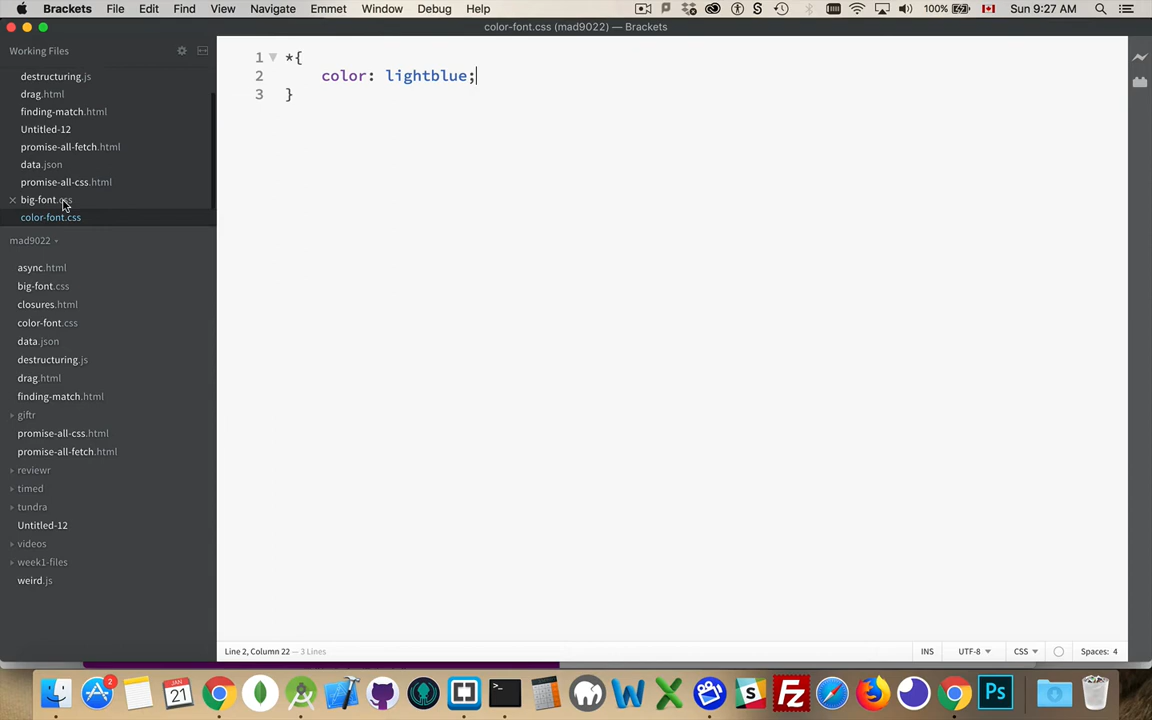 Brackets File Edit Find View Navigate Emmet Window Debug Help 100% Sun 9:27 AM
color-font.css (mad9022) — Brackets
Working Files
destructuring.js
drag.html
finding-match.html
Untitled-12
promise-all-fetch.html
data.json
promise-all-css.html
big-font.css
color-font.css
mad9022
async.html
big-font.css
closures.html
color-font.css
data.json
destructuring.js
drag.html
finding-match.html
giftr
promise-all-css.html
promise-all-fetch.html
reviewr
timed
tundra
Untitled-12
videos
week1-files
weird.js
1 *{
2 color: lightblue;
3 }
Line 2, Column 22 — 3 Lines
INS UTF-8 CSS Spaces: 4
2
JAN
21
W
S
FZ
Ps